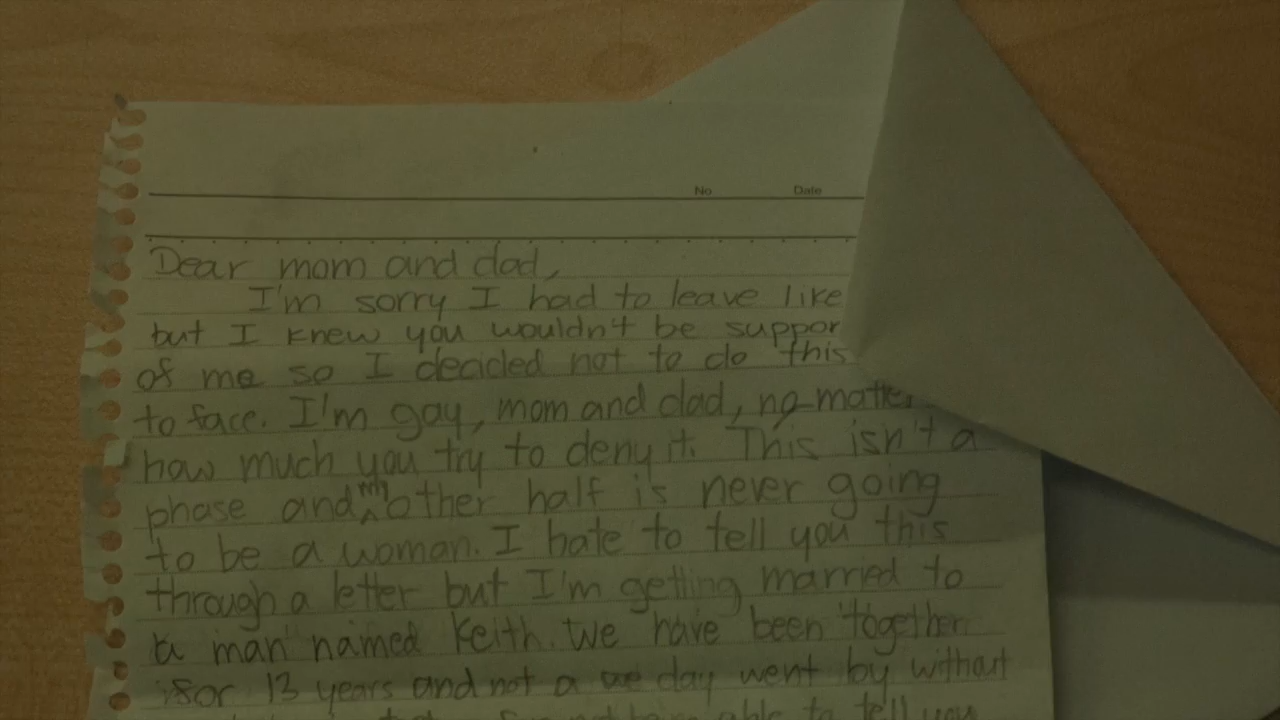 No Date
Dear mom and dad,
I'm sorry I had to leave like
but I knew you wouldn't be suppor
of me so I decided not to do this
to face. I'm gay, mom and dad, no matter
how much you try to deny it. This isn't a
phase and my other half is never going
to be a woman. I hate to tell you this
through a letter but I'm getting married to
a man named Keith. We have been together
for 13 years and not a day went by without
able to tell you